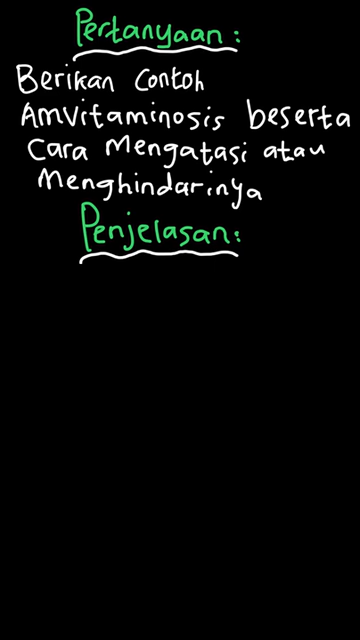 Pertanyaan:
Berikan Contoh
Amvitaminosis beserta
Cara Mengatasi atau
Menghindarinya
Penjelasan: